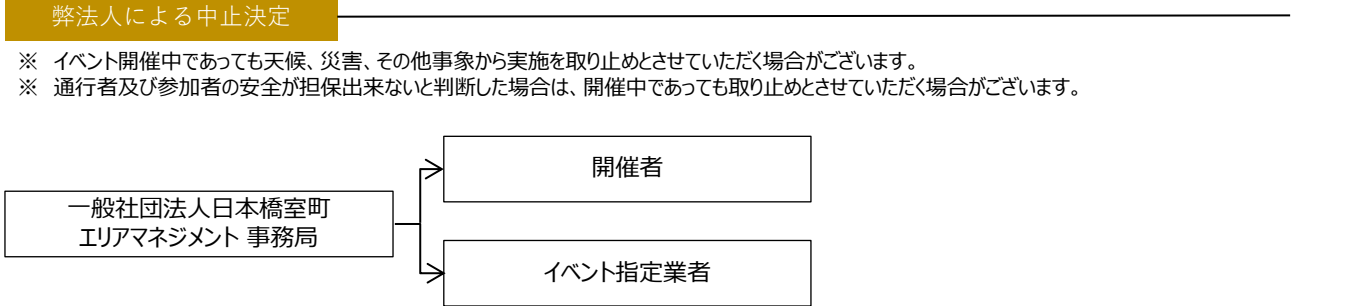 弊法人による中止決定
※ イベント開催中であっても天候、災害、その他事象から実施を取り止めとさせていただく場合がございます。
※ 通行者及び参加者の安全が担保出来ないと判断した場合は、開催中であっても取り止めとさせていただく場合がございます。
開催者
一般社団法人日本橋室町
エリアマネジメント 事務局
イベント指定業者